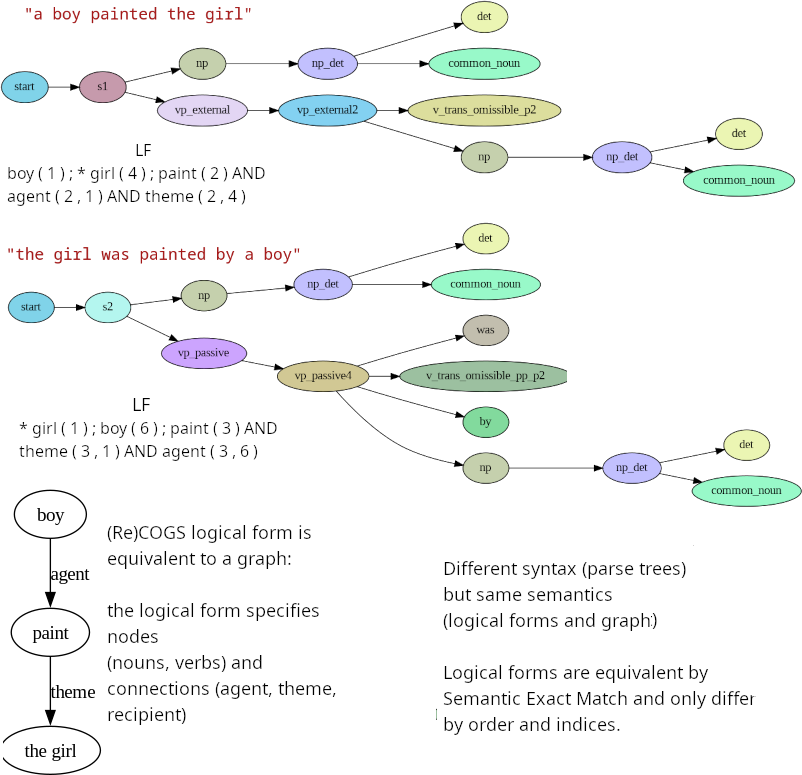 "a boy painted the girl"
det
np
np_det
common_noun
start
s1
vp_external
vp_external2
v_trans_omissible_p2
det
np
np_det
common_noun
LF
boy ( 1 ) ; * girl ( 4 ) ; paint ( 2 ) AND
agent ( 2 , 1 ) AND theme ( 2 , 4 )
"the girl was painted by a boy"
det
np
np_det
common_noun
start
s2
was
vp_passive
vp_passive4
v_trans_omissible_pp_p2
by
det
np
np_det
common_noun
LF
* girl ( 1 ) ; boy ( 6 ) ; paint ( 3 ) AND
theme ( 3 , 1 ) AND agent ( 3 , 6 )
boy
agent
paint
theme
the girl
(Re)COGS logical form is
equivalent to a graph:
the logical form specifies
nodes
(nouns, verbs) and
connections (agent, theme,
recipient)
Different syntax (parse trees)
but same semantics
(logical forms and graph)
Logical forms are equivalent by
Semantic Exact Match and only differ
by order and indices.